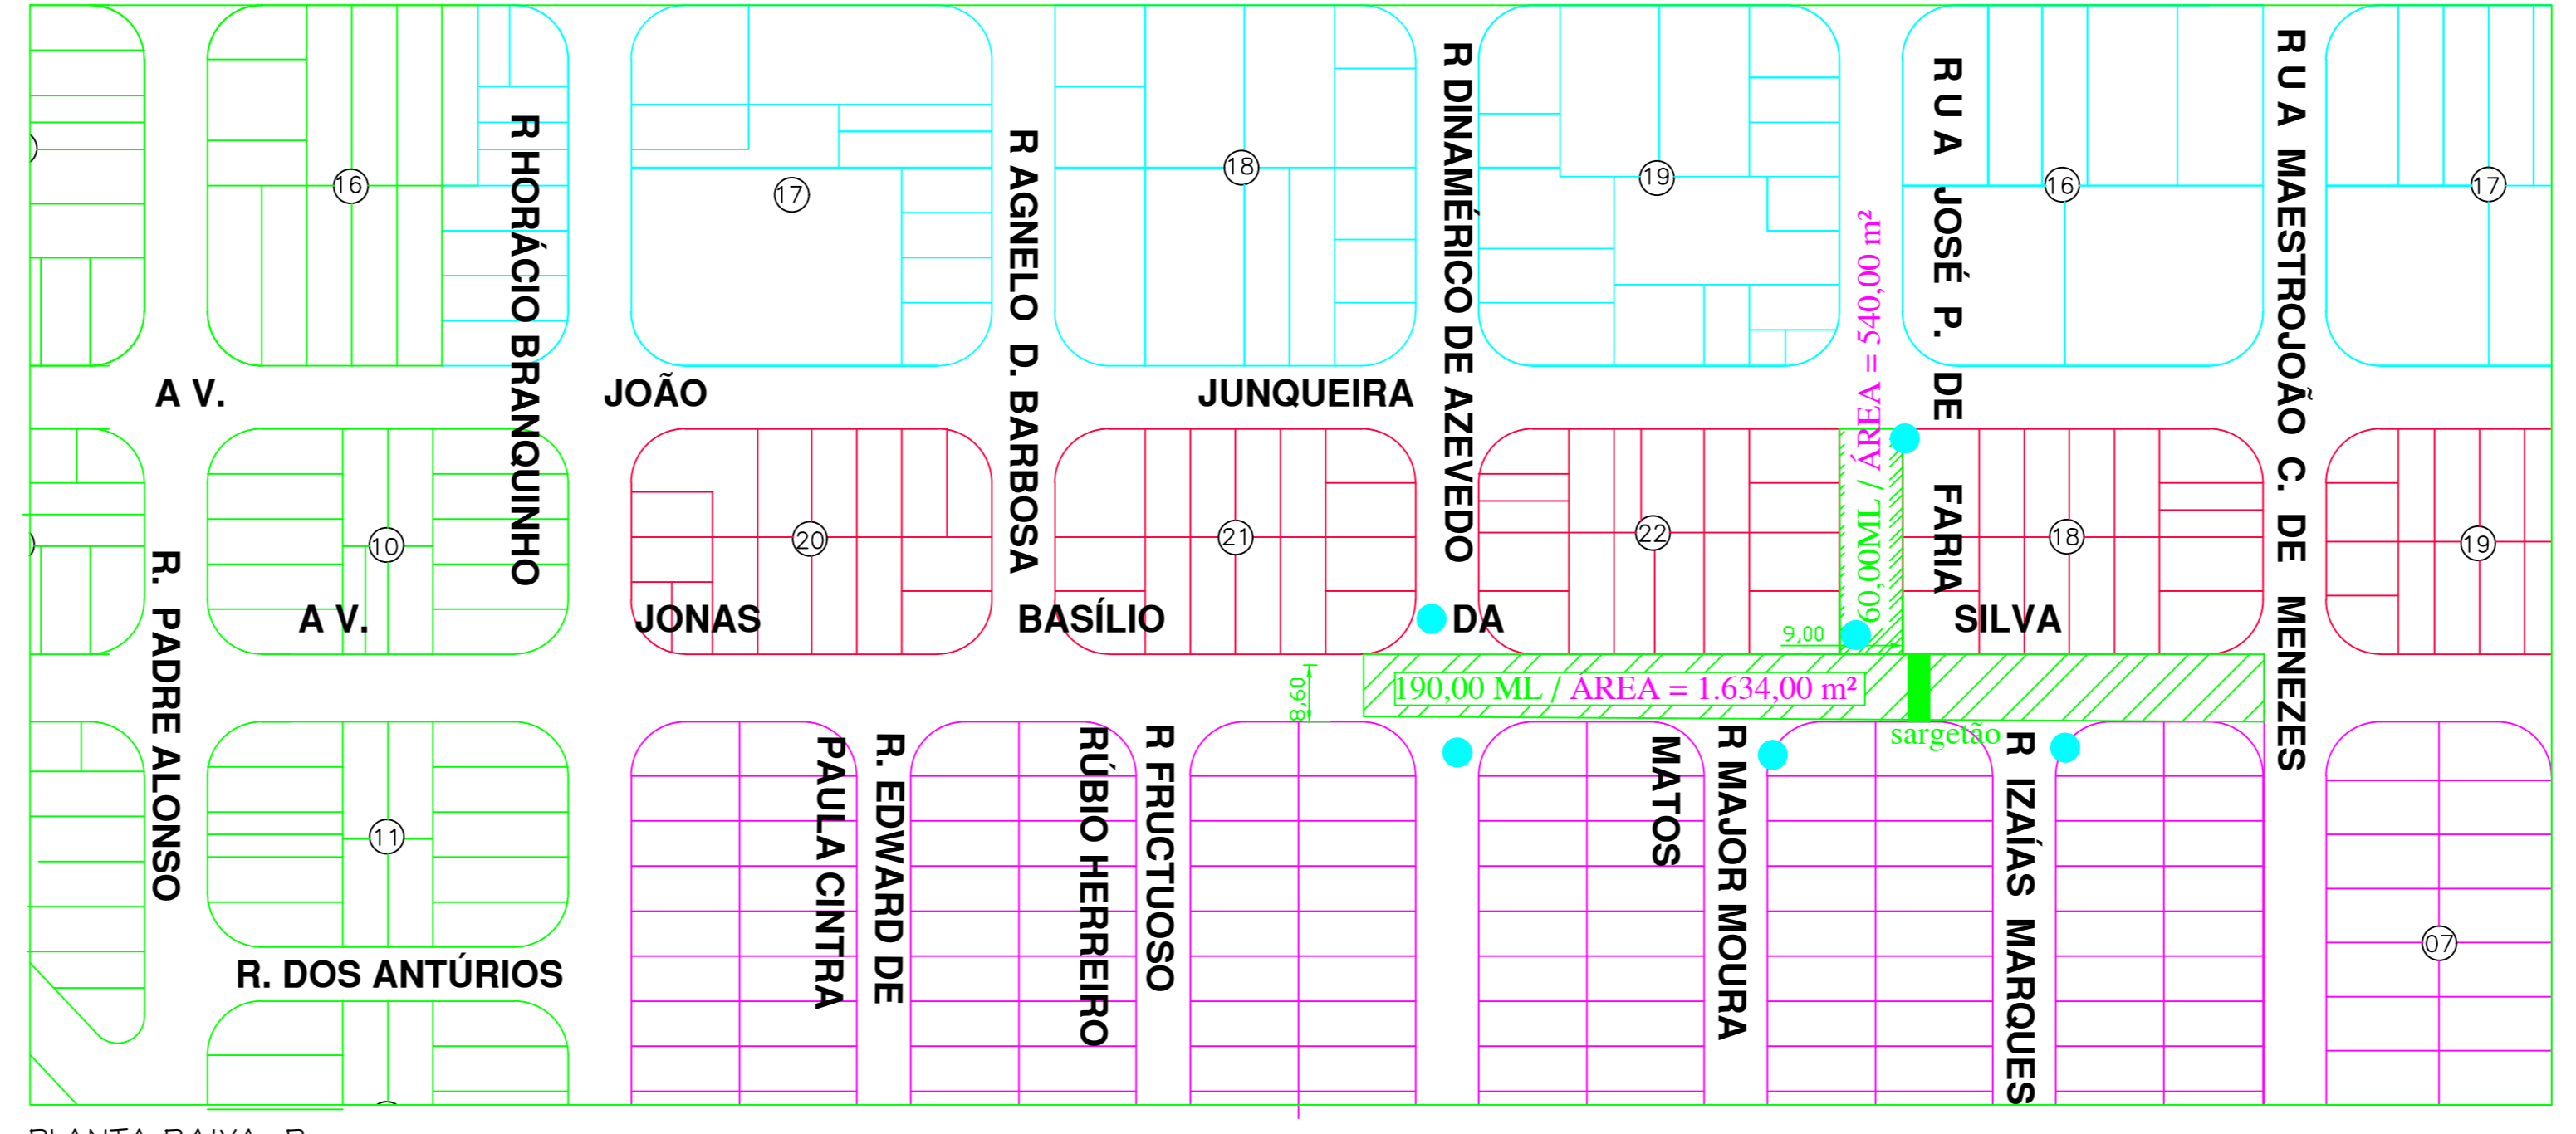 R HORÁCIO BRANQUINHO
R AGNELO D. BARBOSA
R DINAMÉRICO DE AZEVEDO
RUA JOSÉ P. DE FARIA
RUA MAESTROJOÃO C. DE MENEZES
16
17
18
19
16
17
AV. JOÃO JUNQUEIRA
60,00ML / ÁREA = 540,00 m²
10
20
21
22
18
19
R. PADRE ALONSO
AV. JONAS BASÍLIO DA SILVA
9,00
8,60
190,00 ML / ÁREA = 1.634,00 m²
sargetão
R. EDWARD DE
PAULA CINTRA
R FRUCTUOSO
RÚBIO HERREIRO
R MAJOR MOURA
MATOS
R IZAÍAS MARQUES
11
07
R. DOS ANTÚRIOS